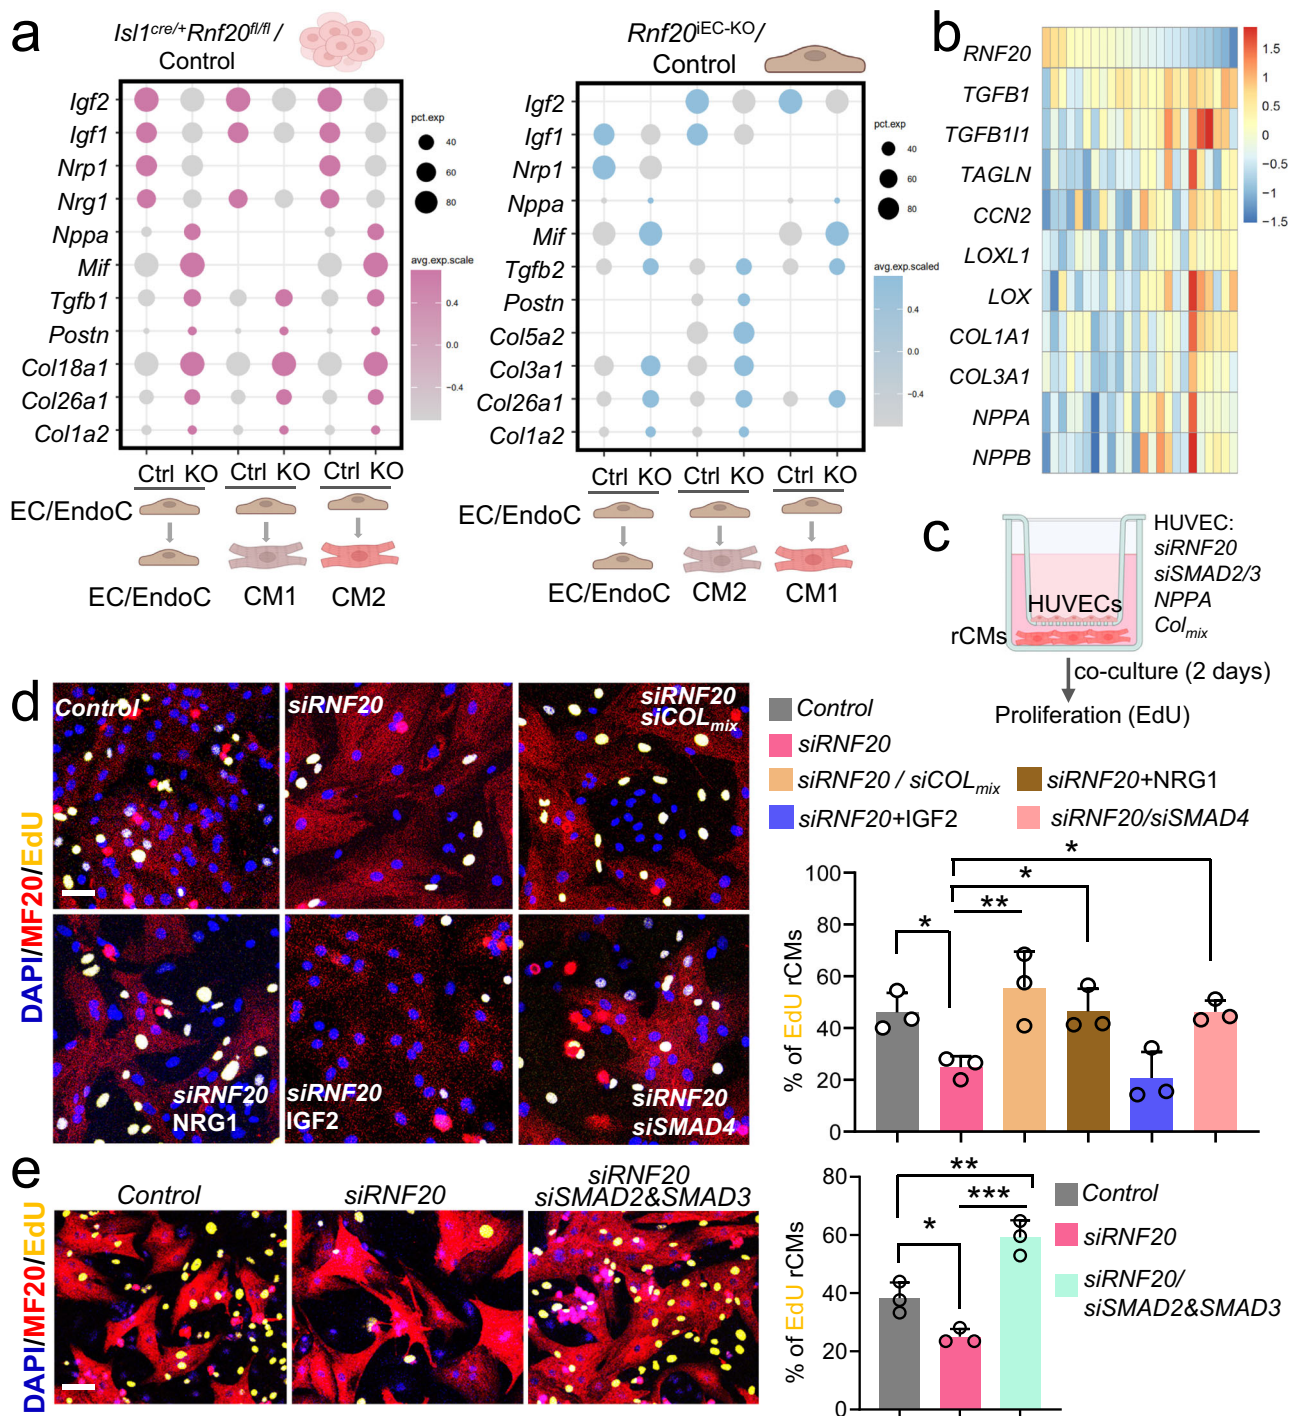 a
Isl1cre/+Rnf20fl/fl /
Control
Igf2
Igf1
Nrp1
Nrg1
Nppa
Mif
Tgfb1
Postn
Col18a1
Col26a1
Col1a2
pct.exp
40
60
80
avg.exp.scale
0.4
0.0
−0.4
Ctrl KO Ctrl KO Ctrl KO
EC/EndoC
EC/EndoC CM1 CM2
Rnf20iEC-KO/
Control
Igf2
Igf1
Nrp1
Nppa
Mif
Tgfb2
Postn
Col5a2
Col3a1
Col26a1
Col1a2
pct.exp
40
60
80
avg.exp.scaled
0.4
0.0
−0.4
Ctrl KO Ctrl KO Ctrl KO
EC/EndoC
EC/EndoC CM2 CM1
b
RNF20
TGFB1
TGFB1I1
TAGLN
CCN2
LOXL1
LOX
COL1A1
COL3A1
NPPA
NPPB
1.5
1
0.5
0
−0.5
−1
−1.5
c
HUVEC:
siRNF20
siSMAD2/3
NPPA
Colmix
HUVECs
rCMs
co-culture (2 days)
Proliferation (EdU)
d
DAPI/MF20/EdU
Control
siRNF20
siRNF20
siCOLmix
siRNF20
NRG1
siRNF20
IGF2
siRNF20
siSMAD4
Control
siRNF20
siRNF20 / siCOLmix
siRNF20+NRG1
siRNF20+IGF2
siRNF20/siSMAD4
% of EdU rCMs
100
80
60
40
20
0
*
**
*
*
e
DAPI/MF20/EdU
Control
siRNF20
siRNF20
siSMAD2&SMAD3
% of EdU rCMs
80
60
40
20
0
**
***
*
Control
siRNF20
siRNF20/
siSMAD2&SMAD3